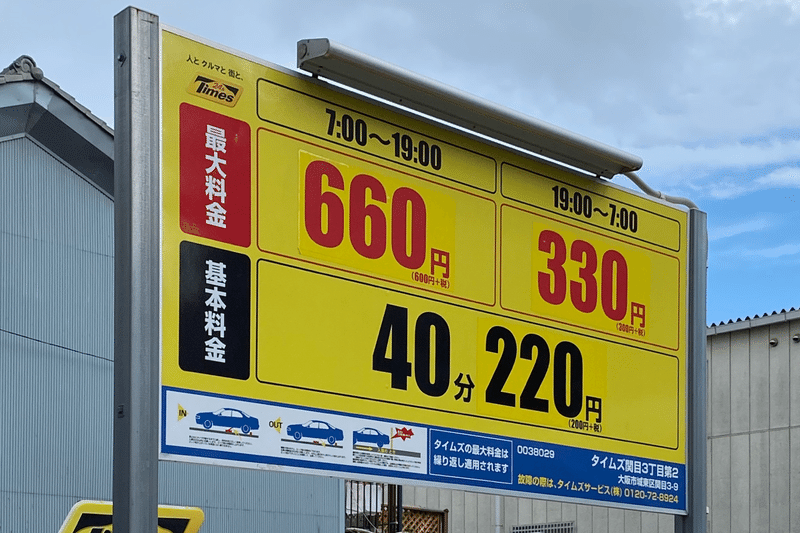 人と クルマと 街と、
24h
Times
7:00〜19:00
19:00〜7:00
最大料金
660円
(600円+税)
330円
(300円+税)
基本料金
40分 220円
(200円+税)
IN
OUT
タイムズの最大料金は
繰り返し適用されます
0038029
タイムズ関目3丁目第2
大阪市城東区関目3-9
故障の際は、タイムズサービス(株) 0120-72-8924